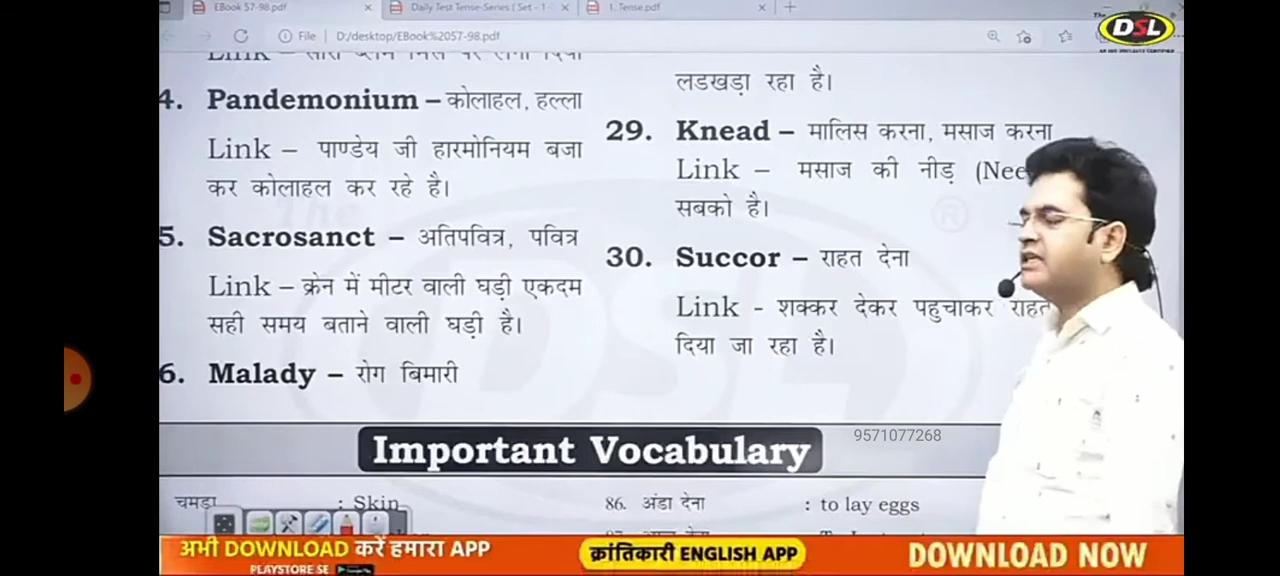 EBook 57-98.pdf
Daily Test Tense-Series ( Set - 1
1. Tense.pdf
File
D:/desktop/EBook%2057-98.pdf
4. Pandemonium – कोलाहल, हल्ला
Link – पाण्डेय जी हारमोनियम बजा
कर कोलाहल कर रहे है।
5. Sacrosanct – अतिपवित्र, पवित्र
Link – क्रेन में मीटर वाली घड़ी एकदम
सही समय बताने वाली घड़ी है।
6. Malady – रोग बिमारी
लडखड़ा रहा है।
29. Knead – मालिस करना, मसाज करना
Link – मसाज की नीड़ (Nee
सबको है।
30. Succor – राहत देना
Link - शक्कर देकर पहुचाकर राहत
दिया जा रहा है।
The
DSL
DSL
®
9571077268
Important Vocabulary
चमड़ा : Skin
86. अंडा देना : to lay eggs
अभी DOWNLOAD करें हमारा APP
PLAYSTORE SE
क्रांतिकारी ENGLISH APP
DOWNLOAD NOW